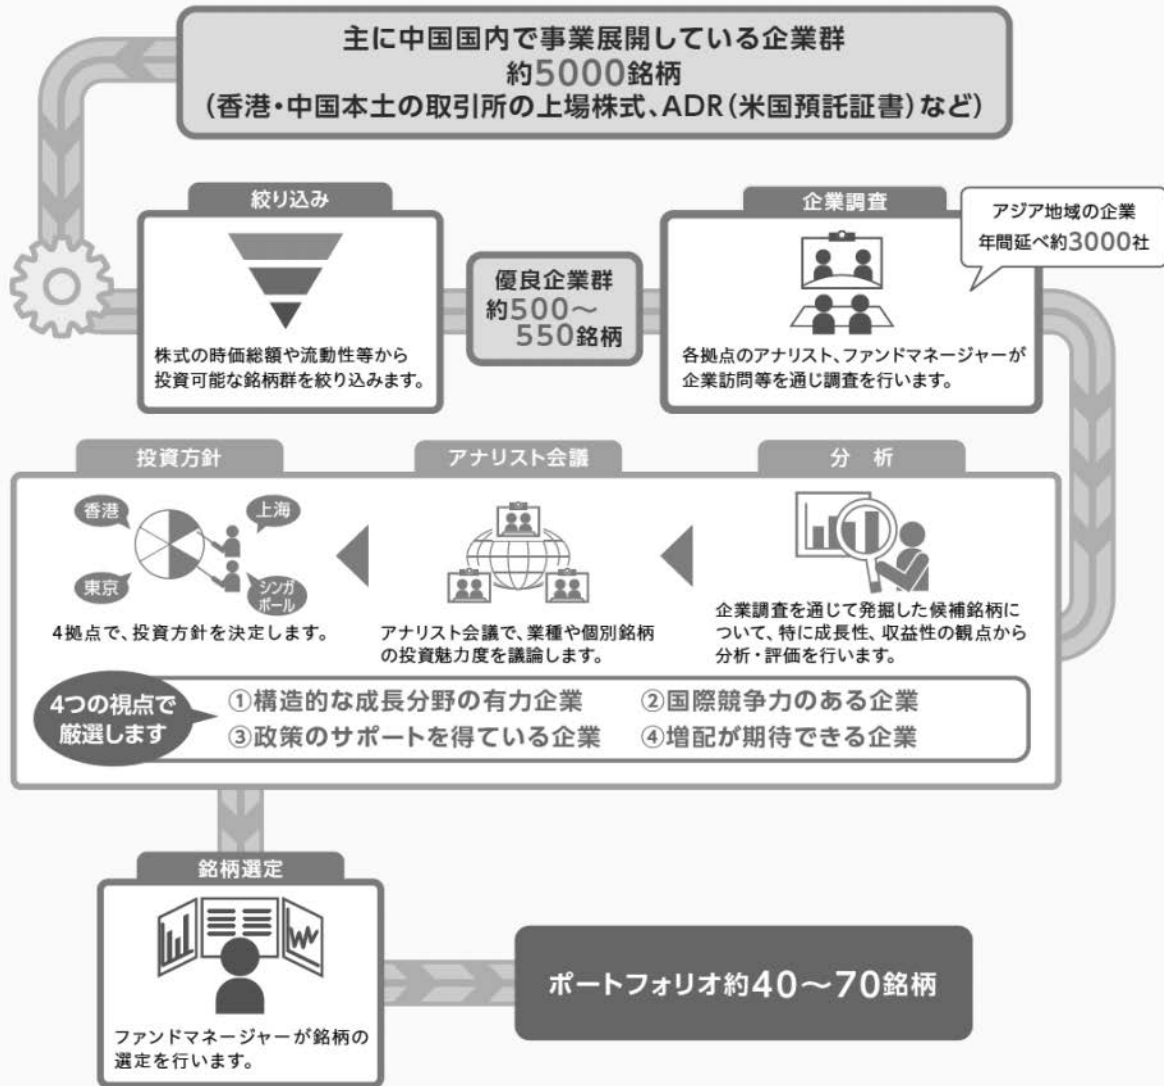 主に中国国内で事業展開している企業群
約5000銘柄
（香港・中国本土の取引所の上場株式、ADR（米国預託証書）など）
絞り込み
株式の時価総額や流動性等から
投資可能な銘柄群を絞り込みます。
優良企業群
約500～
550銘柄
企業調査
アジア地域の企業
年間延べ約3000社
各拠点のアナリスト、ファンドマネージャーが
企業訪問等を通じ調査を行います。
分 析
企業調査を通じて発掘した候補銘柄に
ついて、特に成長性、収益性の観点から
分析・評価を行います。
アナリスト会議
アナリスト会議で、業種や個別銘柄
の投資魅力度を議論します。
投資方針
香港
上海
東京
シンガ
ポール
4拠点で、投資方針を決定します。
4つの視点で
厳選します
①構造的な成長分野の有力企業
②国際競争力のある企業
③政策のサポートを得ている企業
④増配が期待できる企業
銘柄選定
ファンドマネージャーが銘柄の
選定を行います。
ポートフォリオ約40～70銘柄